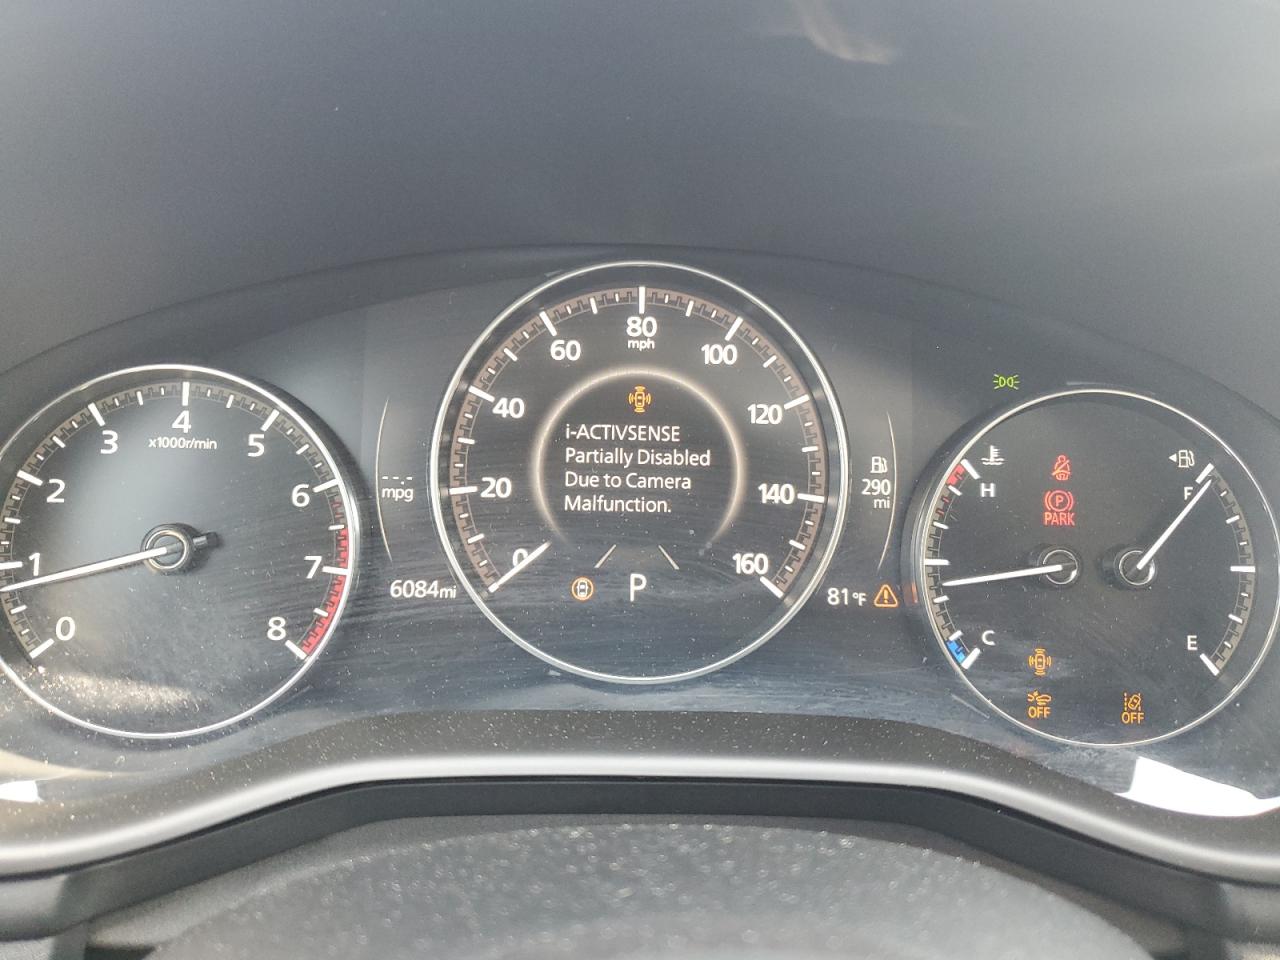 0
1
2
3
4
x1000r/min
5
6
7
8
--.-
mpg
6084mi
0
20
40
60
80
mph
100
120
140
160
i-ACTIVSENSE
Partially Disabled
Due to Camera
Malfunction.
P
290
mi
81°F
H
C
P
PARK
F
E
OFF
OFF